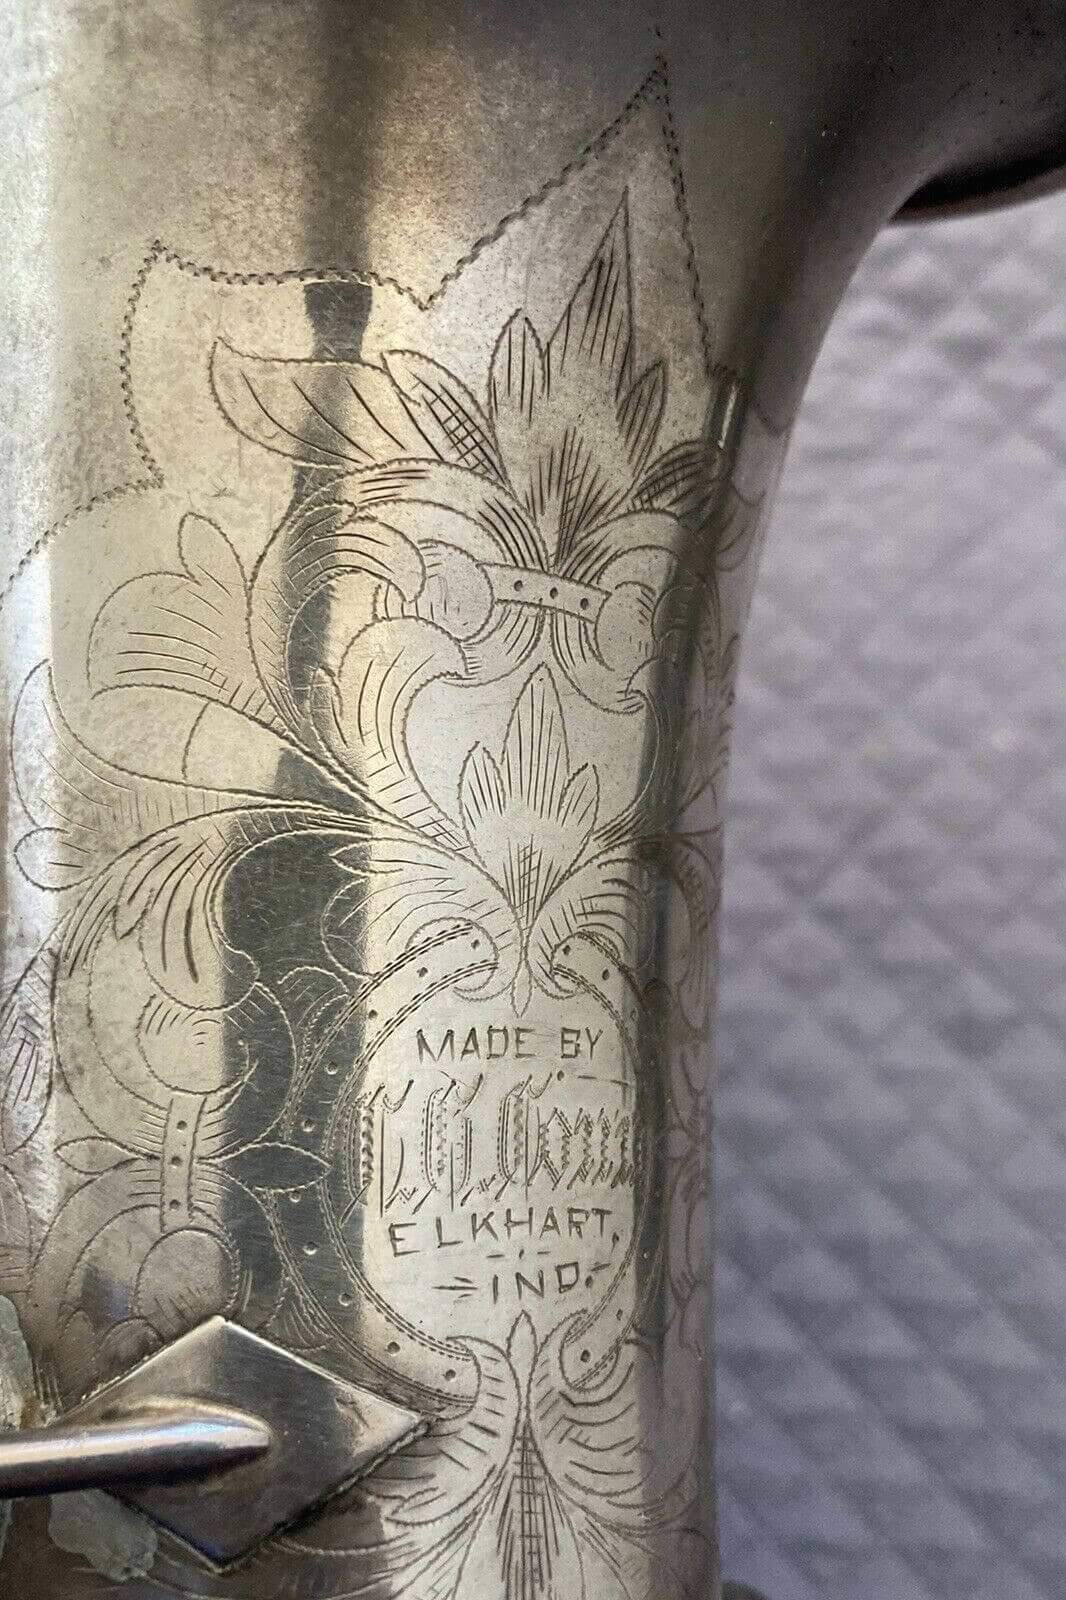 MADE BY
C.G. Conn
ELKHART,
IND.